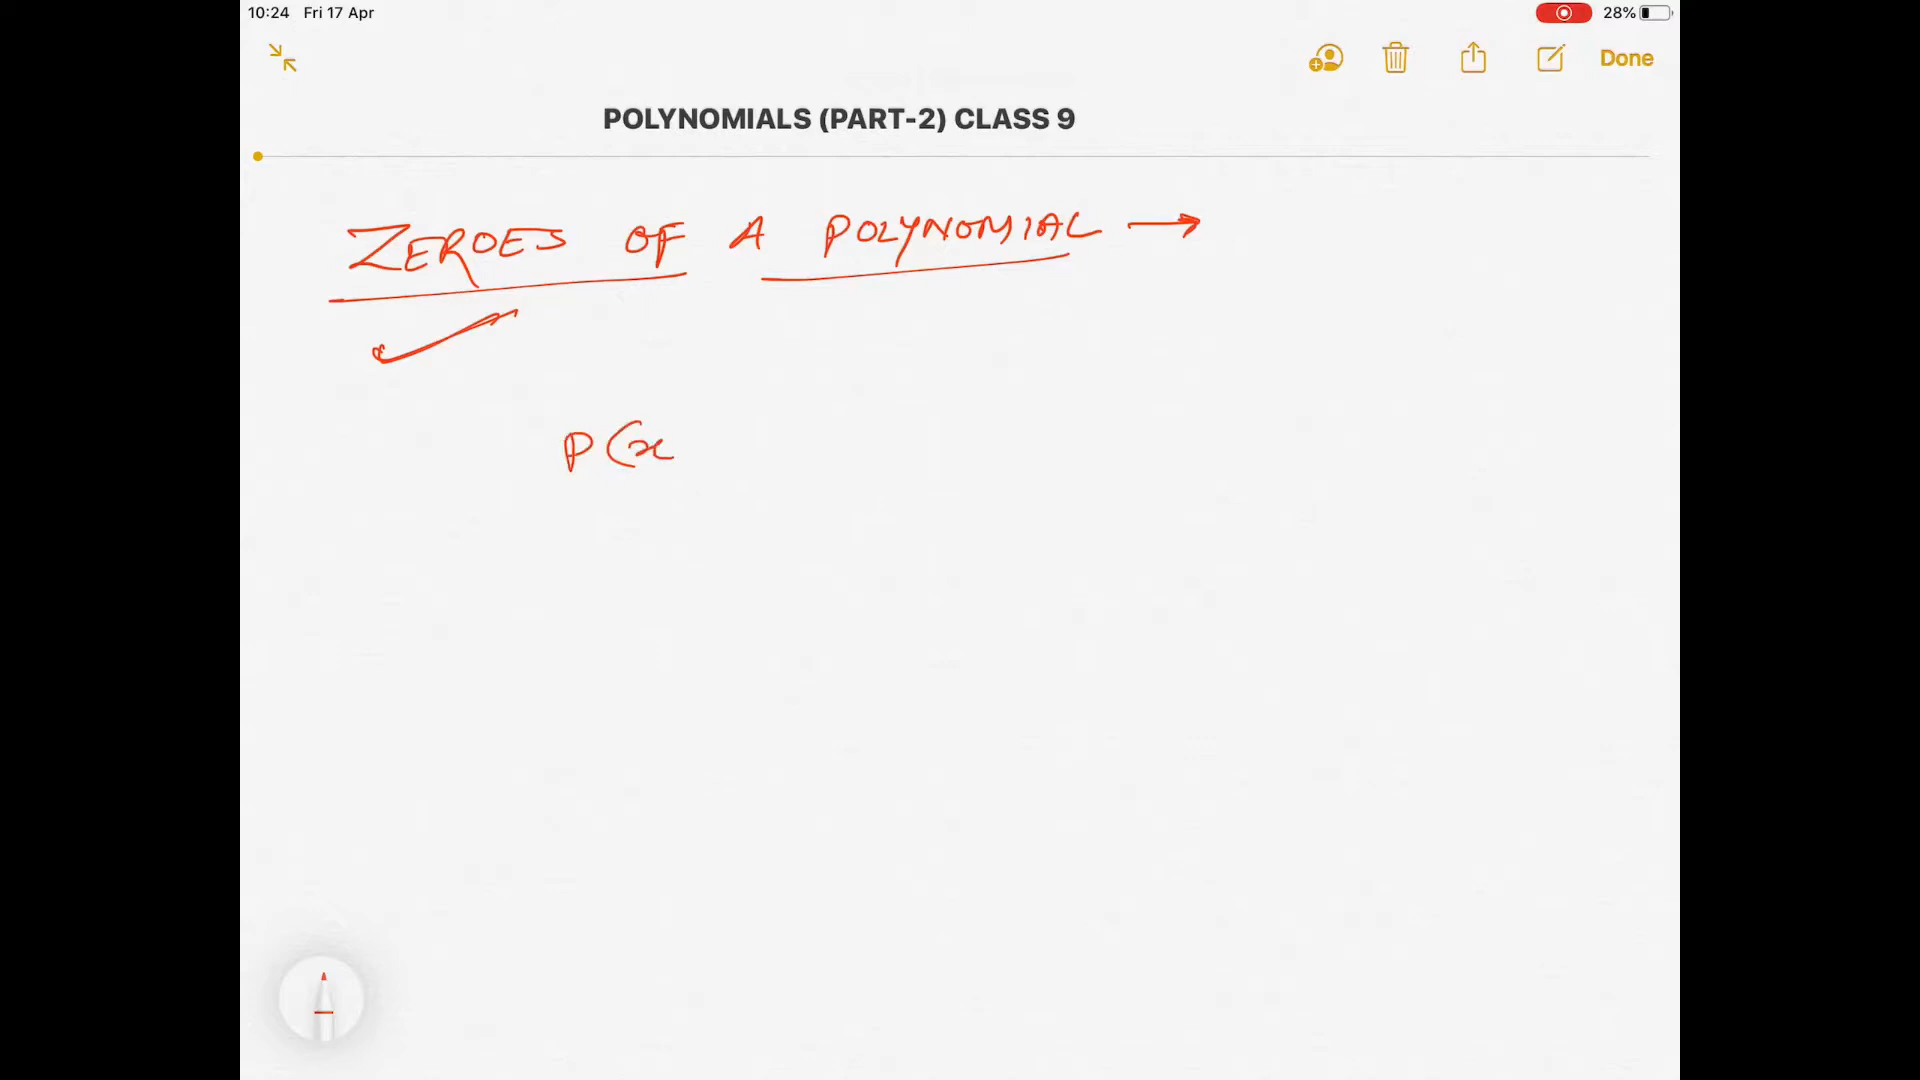 10:24 Fri 17 Apr 28%
Done
POLYNOMIALS (PART-2) CLASS 9
ZEROES OF A POLYNOMIAL →
P(x